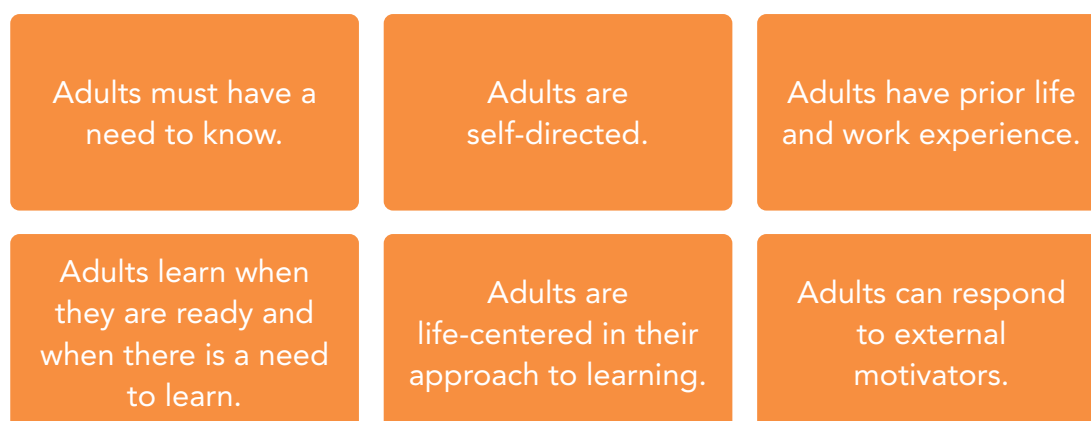 Adults must have a
need to know.
Adults are
self-directed.
Adults have prior life
and work experience.
Adults learn when
they are ready and
when there is a need
to learn.
Adults are
life-centered in their
approach to learning.
Adults can respond
to external
motivators.